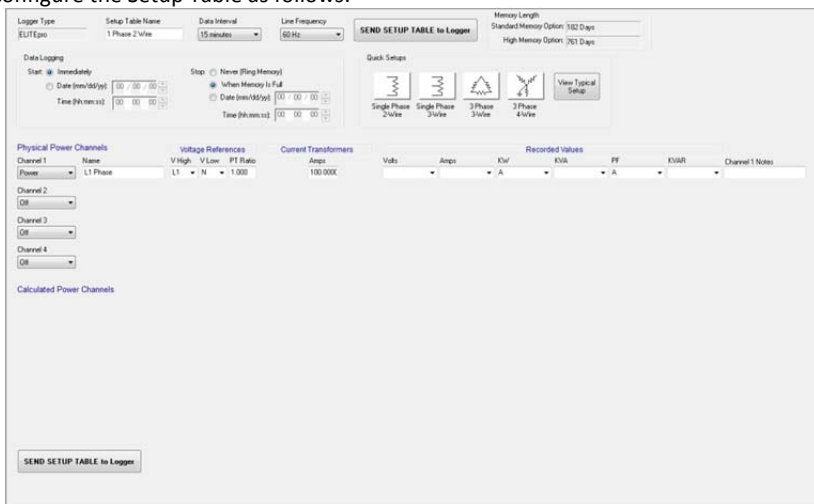 onfigure the Setup Table as follows:
Logger Type Setup Table Name Data Interval Line Frequency Memory Length
ELITEpro 1 Phase 2 Wire 15 minutes 60 Hz SEND SETUP TABLE to Logger Standard Memory Option: 182 Days
High Memory Option: 761 Days
Data Logging Quick Setups
Start: Immediately Stop: Never (Ring Memory)
Date (mm/dd/yy): 00 / 00 / 00 When Memory Is Full
Time (hh:mm:ss): 00 00 00 Date (mm/dd/yy): 00 / 00 / 00
Time (hh:mm:ss): 00 00 00
Single Phase 2-Wire Single Phase 3-Wire 3 Phase 3-Wire 3 Phase 4-Wire View Typical Setup
Physical Power Channels Voltage References Current Transformers Recorded Values
Channel 1 Name V High V Low PT Ratio Amps Volts Amps KW KVA PF KVAR Channel 1 Notes
Power L1 Phase L1 N 1.000 100.000 A A
Channel 2
Off
Channel 3
Off
Channel 4
Off
Calculated Power Channels
SEND SETUP TABLE to Logger